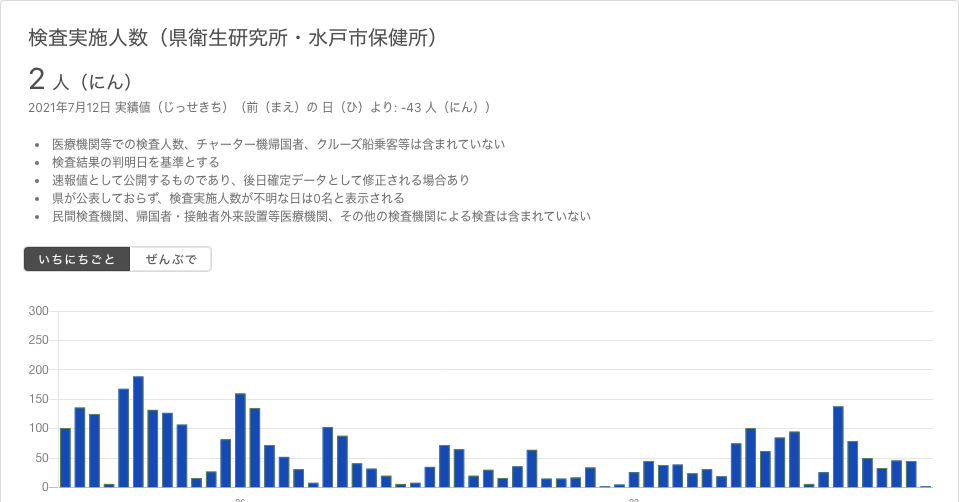 検査実施人数（県衛生研究所・水戸市保健所）
2 人（にん）
2021年7月12日 実績値（じっせきち）（前（まえ）の 日（ひ）より: -43 人（にん））
• 医療機関等での検査人数、チャーター機帰国者、クルーズ船乗客等は含まれていない
• 検査結果の判明日を基準とする
• 速報値として公開するものであり、後日確定データとして修正される場合あり
• 県が公表しておらず、検査実施人数が不明な日は0名と表示される
• 民間検査機関、帰国者・接触者外来設置等医療機関、その他の検査機関による検査は含まれていない
いちにちごと ぜんぶで
300
250
200
150
100
50
0